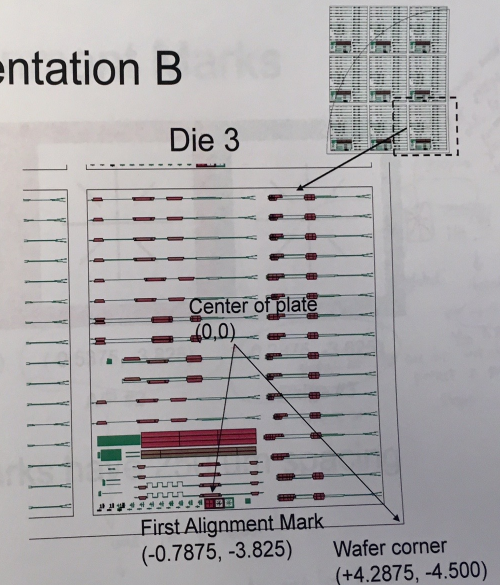 entation B
Die 3
Center of plate
(0,0)
First Alignment Mark
(-0.7875, -3.825)
Wafer corner
(+4.2875, -4.500)